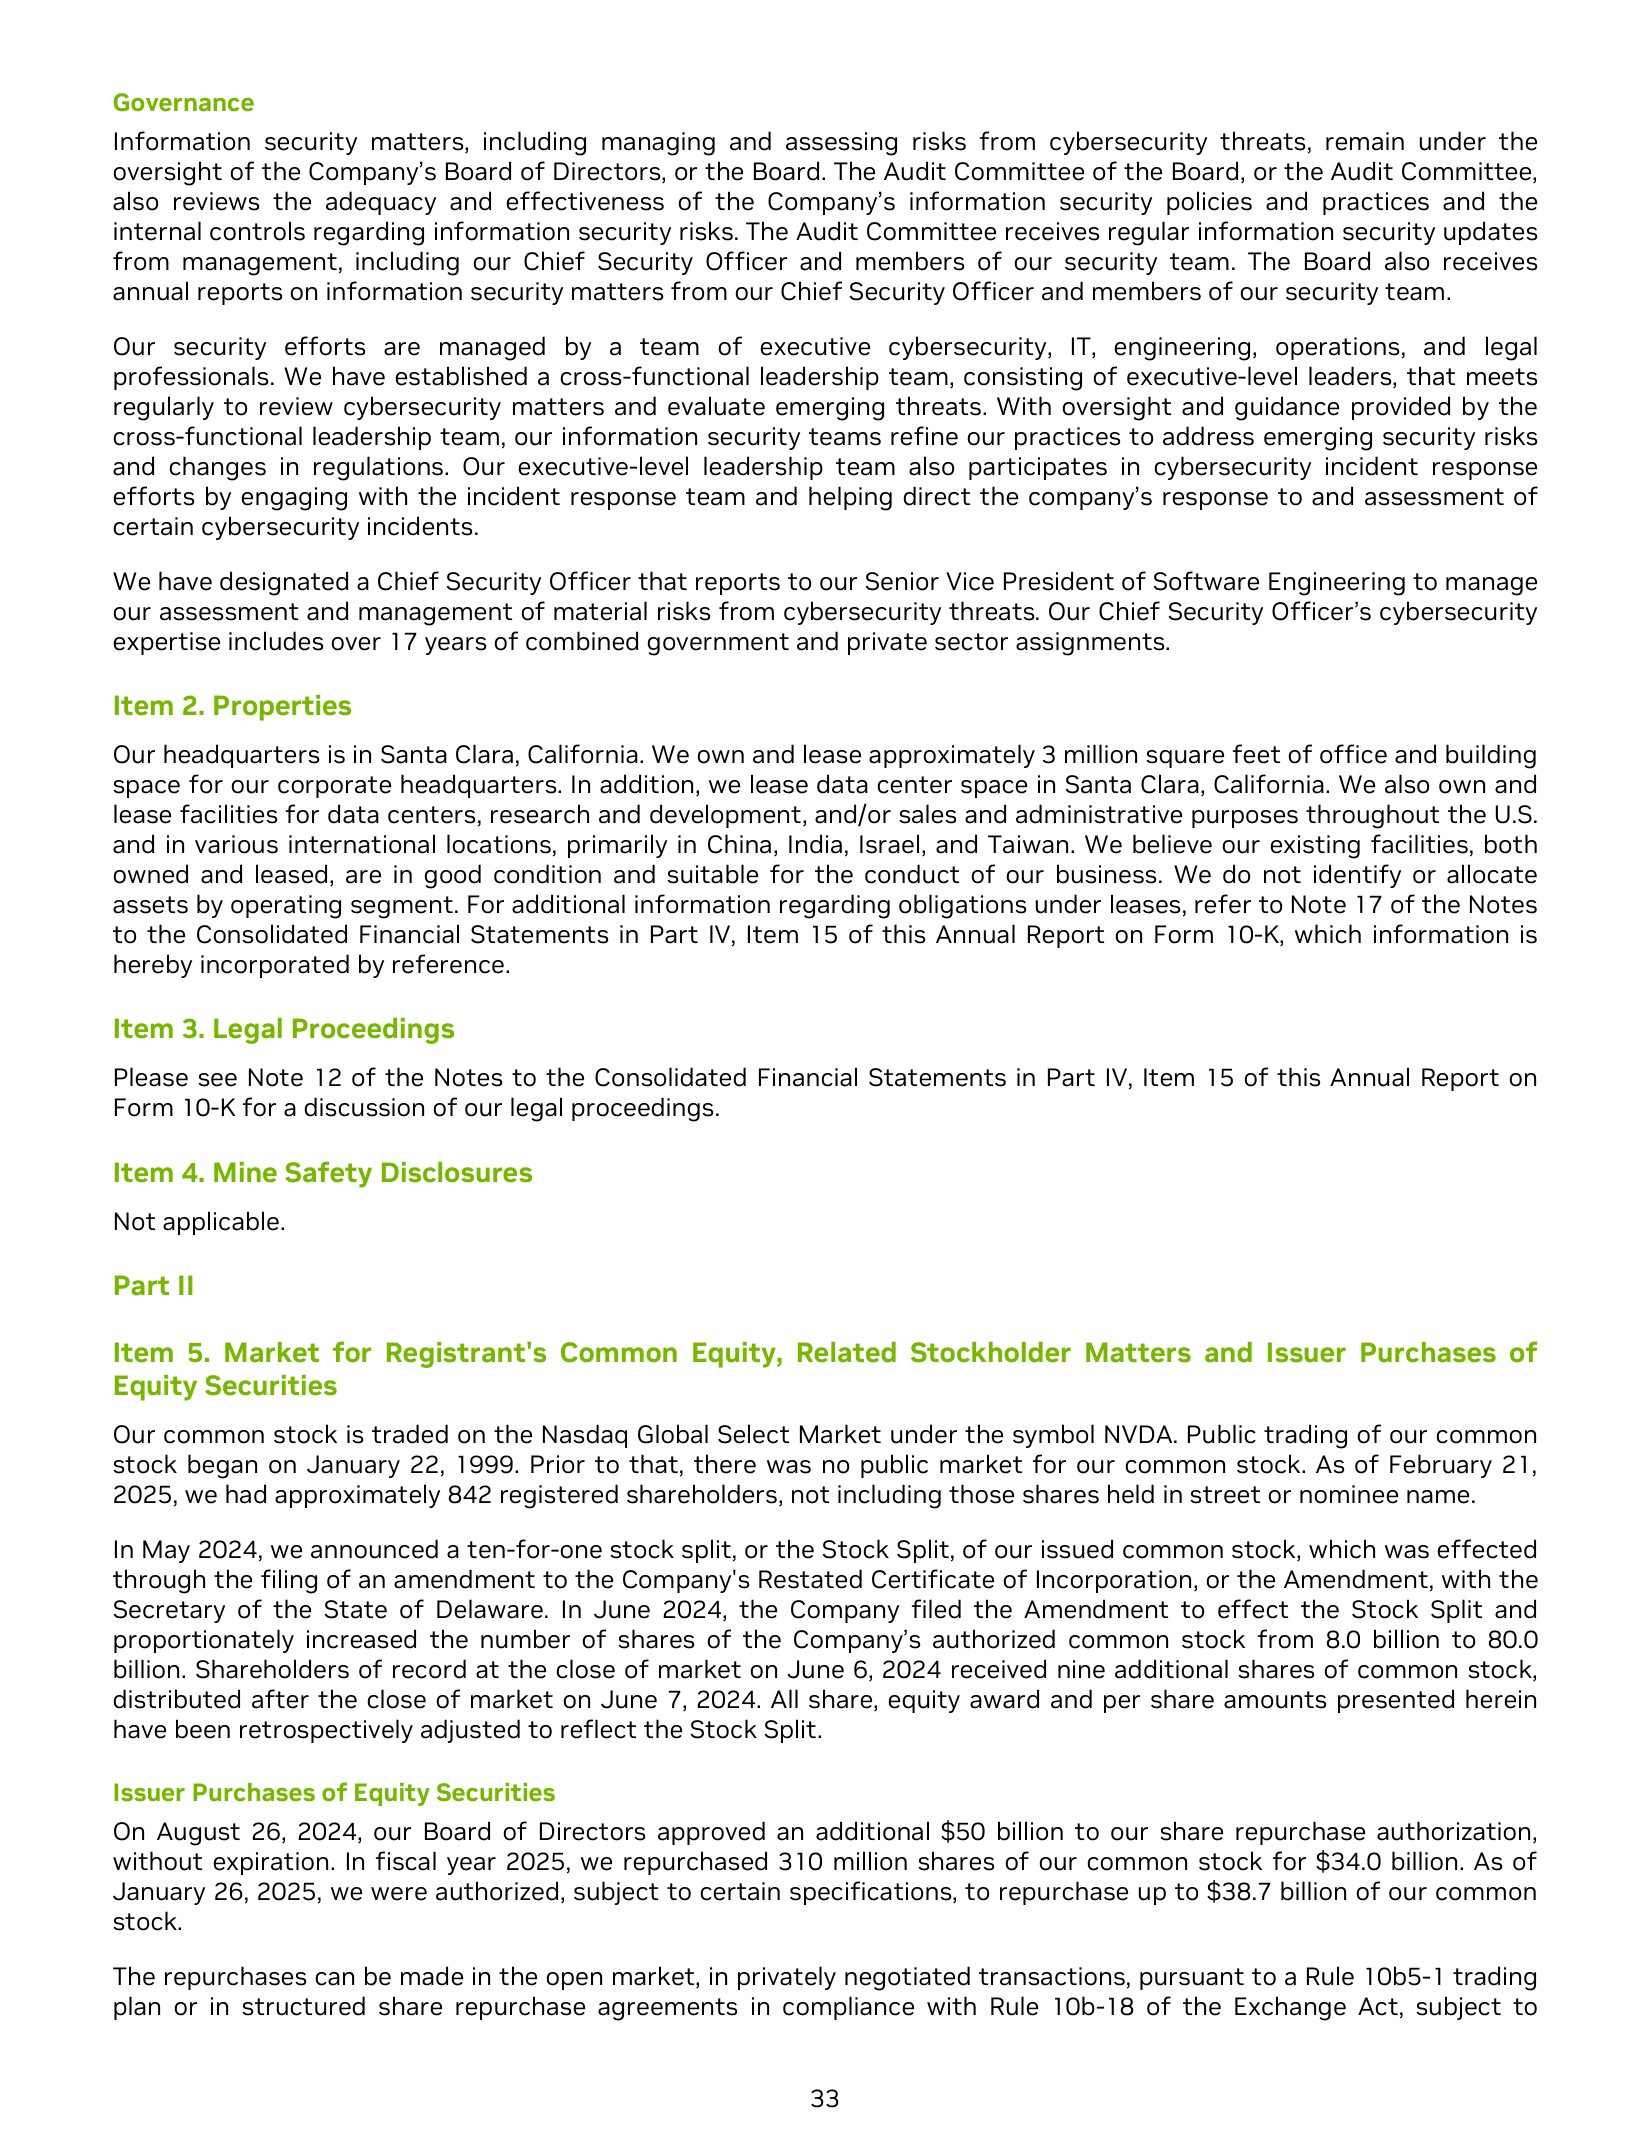 Governance
Information security matters, including managing and assessing risks from cybersecurity threats, remain under the
oversight of the Company's Board of Directors, or the Board. The Audit Committee of the Board, or the Audit Committee,
also reviews the adequacy and effectiveness of the Company's information security policies and practices and the
internal controls regarding information security risks. The Audit Committee receives regular information security updates
from management, including our Chief Security Officer and members of our security team. The Board also receives
annual reports on information security matters from our Chief Security Officer and members of our security team.
Our security efforts are managed by a team of executive cybersecurity, IT, engineering, operations, and legal
professionals. We have established a cross-functional leadership team, consisting of executive-level leaders, that meets
regularly to review cybersecurity matters and evaluate emerging threats. With oversight and guidance provided by the
cross-functional leadership team, our information security teams refine our practices to address emerging security risks
and changes in regulations. Our executive-level leadership team also participates in cybersecurity incident response
efforts by engaging with the incident response team and helping direct the company's response to and assessment of
certain cybersecurity incidents.
We have designated a Chief Security Officer that reports to our Senior Vice President of Software Engineering to manage
our assessment and management of material risks from cybersecurity threats. Our Chief Security Officer's cybersecurity
expertise includes over 17 years of combined government and private sector assignments.
Item 2. Properties
Our headquarters is in Santa Clara, California. We own and lease approximately 3 million square feet of office and building
space for our corporate headquarters. In addition, we lease data center space in Santa Clara, California. We also own and
lease facilities for data centers, research and development, and/or sales and administrative purposes throughout the U.S.
and in various international locations, primarily in China, India, Israel, and Taiwan. We believe our existing facilities, both
owned and leased, are in good condition and suitable for the conduct of our business. We do not identify or allocate
assets by operating segment. For additional information regarding obligations under leases, refer to Note 17 of the Notes
to the Consolidated Financial Statements in Part IV, Item 15 of this Annual Report on Form 10-K, which information is
hereby incorporated by reference.
Item 3. Legal Proceedings
Please see Note 12 of the Notes to the Consolidated Financial Statements in Part IV, Item 15 of this Annual Report on
Form 10-K for a discussion of our legal proceedings.
Item 4. Mine Safety Disclosures
Not applicable.
Part II
Item 5. Market for Registrant's Common Equity, Related Stockholder Matters and Issuer Purchases of
Equity Securities
Our common stock is traded on the Nasdaq Global Select Market under the symbol NVDA. Public trading of our common
stock began on January 22, 1999. Prior to that, there was no public market for our common stock. As of February 21,
2025, we had approximately 842 registered shareholders, not including those shares held in street or nominee name.
In May 2024, we announced a ten-for-one stock split, or the Stock Split, of our issued common stock, which was effected
through the filing of an amendment to the Company's Restated Certificate of Incorporation, or the Amendment, with the
Secretary of the State of Delaware. In June 2024, the Company filed the Amendment to effect the Stock Split and
proportionately increased the number of shares of the Company's authorized common stock from 8.0 billion to 80.0
billion. Shareholders of record at the close of market on June 6, 2024 received nine additional shares of common stock,
distributed after the close of market on June 7, 2024. All share, equity award and per share amounts presented herein
have been retrospectively adjusted to reflect the Stock Split.
Issuer Purchases of Equity Securities
On August 26, 2024, our Board of Directors approved an additional $50 billion to our share repurchase authorization,
without expiration. In fiscal year 2025, we repurchased 310 million shares of our common stock for $34.0 billion. As of
January 26, 2025, we were authorized, subject to certain specifications, to repurchase up to $38.7 billion of our common
stock.
The repurchases can be made in the open market, in privately negotiated transactions, pursuant to a Rule 10b5-1 trading
plan or in structured share repurchase agreements in compliance with Rule 10b-18 of the Exchange Act, subject to
33